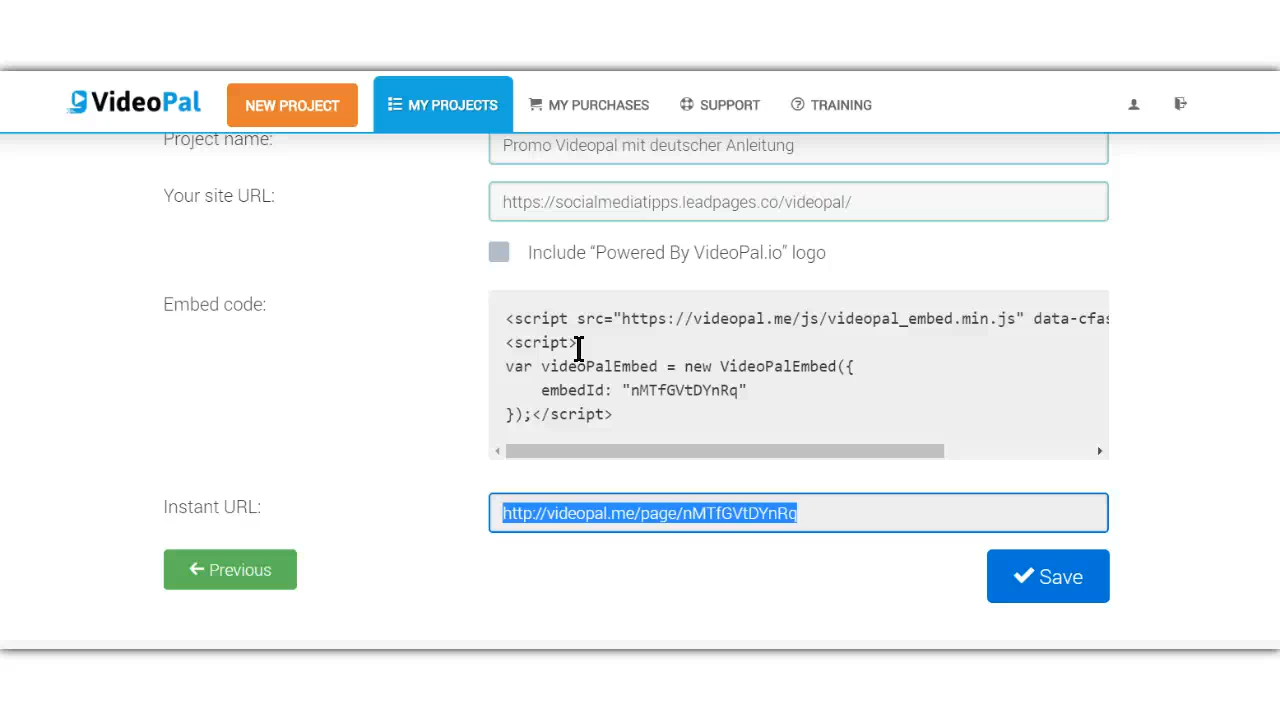 VideoPal
NEW PROJECT
MY PROJECTS
MY PURCHASES
SUPPORT
TRAINING
Project name:
Promo Videopal mit deutscher Anleitung
Your site URL:
https://socialmediatipps.leadpages.co/videopal/
Include “Powered By VideoPal.io” logo
Embed code:
<script src="https://videopal.me/js/videopal_embed.min.js" data-cfas
<script>
var videoPalEmbed = new VideoPalEmbed({
embedId: "nMTfGVtDYnRq"
});</script>
Instant URL:
http://videopal.me/page/nMTfGVtDYnRq
Previous
Save